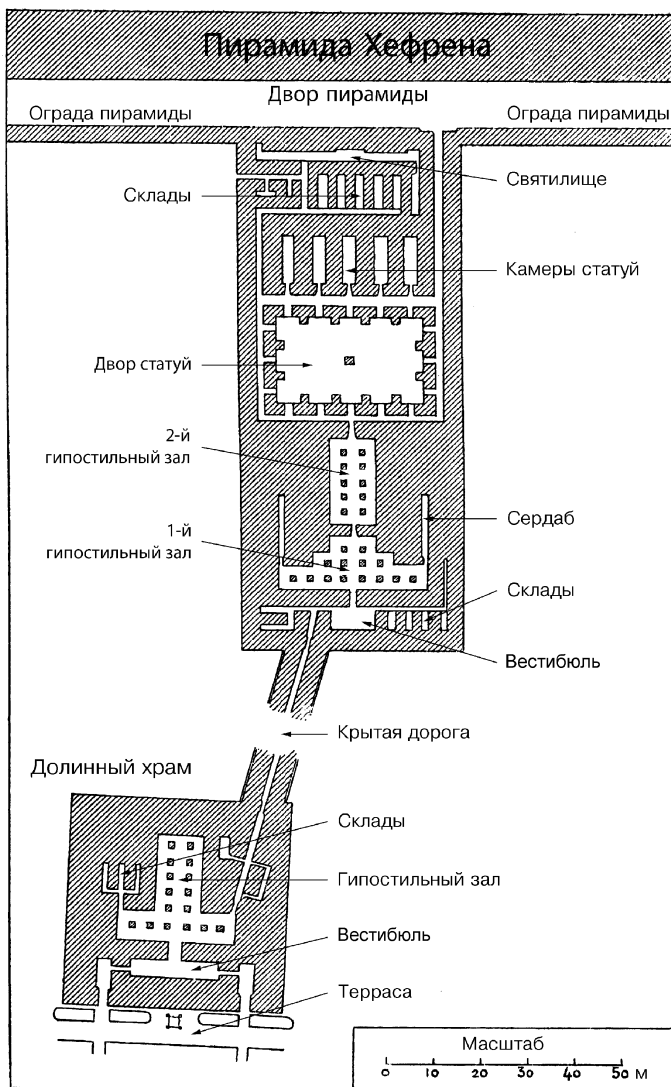 Пирамида Хефрена
Двор пирамиды
Ограда пирамиды
Ограда пирамиды
Святилище
Склады
Камеры статуй
Двор статуй
2-й
гипостильный зал
Сердаб
1-й
гипостильный зал
Склады
Вестибюль
Крытая дорога
Долинный храм
Склады
Гипостильный зал
Вестибюль
Терраса
Масштаб
0 10 20 30 40 50 м